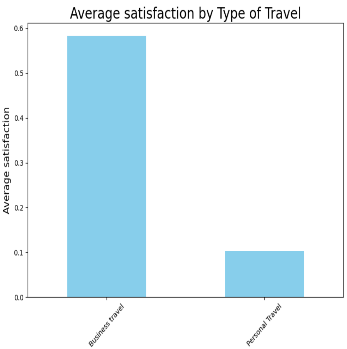 Average satisfaction by Type of Travel
Average satisfaction
0.6
0.5
0.4
0.3
0.2
0.1
0.0
Business travel
Personal Travel